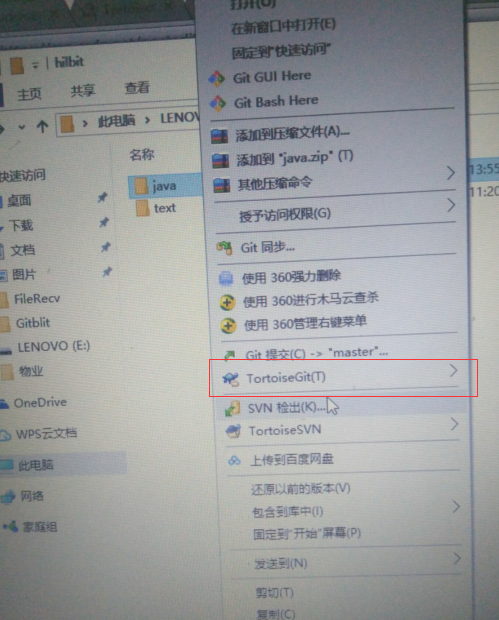 打开(O)
在新窗口中打开(E)
固定到"快速访问"
Git GUI Here
Git Bash Here
添加到压缩文件(A)...
添加到 "java.zip" (T)
其他压缩命令
授予访问权限(G)
Git 同步...
使用 360强力删除
使用 360进行木马云查杀
使用 360管理右键菜单
Git 提交(C) -> "master"...
TortoiseGit(T)
SVN 检出(K)...
TortoiseSVN
上传到百度网盘
还原以前的版本(V)
包含到库中(I)
固定到"开始"屏幕(P)
发送到(N)
剪切(T)
复制(C)
hilbit
主页 共享 查看
此电脑 LENO
名称
java
text
13:55
11:20
快速访问
桌面
下载
文档
图片
FileRecv
Gitblit
LENOVO (E:)
物业
OneDrive
WPS云文档
此电脑
网络
家庭组